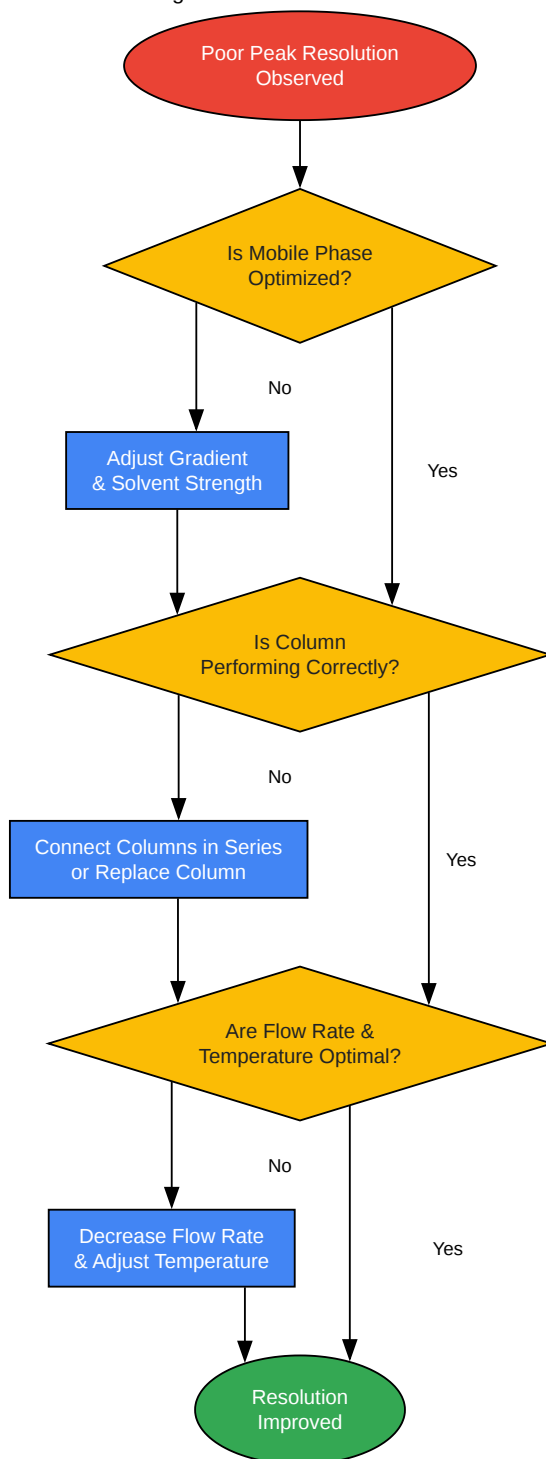 Poor Peak Resolution
Observed
Is Mobile Phase
Optimized?
No
Adjust Gradient
& Solvent Strength
Yes
Is Column
Performing Correctly?
No
Connect Columns in Series
or Replace Column
Yes
Are Flow Rate &
Temperature Optimal?
No
Decrease Flow Rate
& Adjust Temperature
Yes
Resolution
Improved